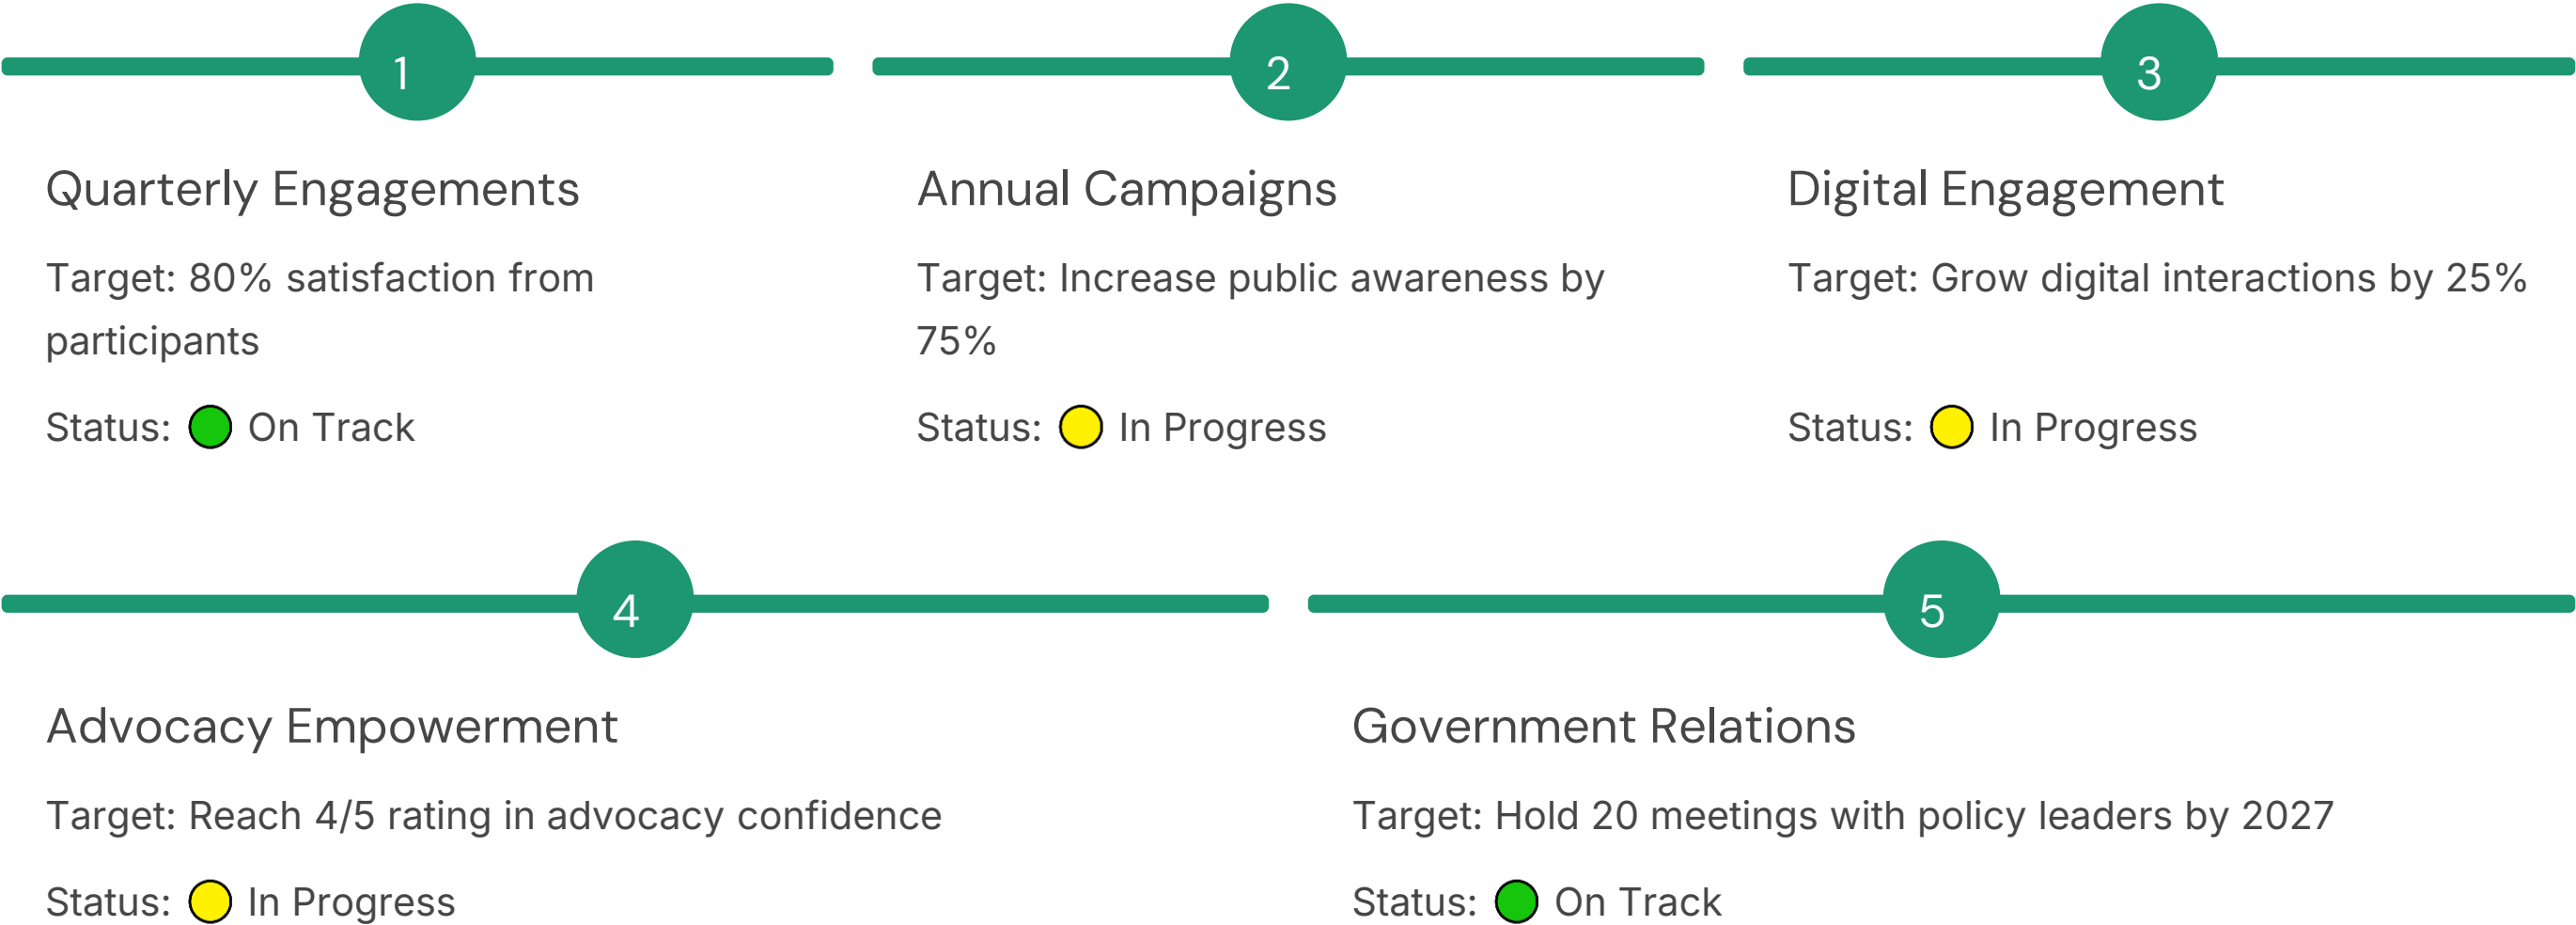 1
Quarterly Engagements
Target: 80% satisfaction from
participants
Status: On Track
2
Annual Campaigns
Target: Increase public awareness by
75%
Status: In Progress
3
Digital Engagement
Target: Grow digital interactions by 25%
Status: In Progress
4
Advocacy Empowerment
Target: Reach 4/5 rating in advocacy confidence
Status: In Progress
5
Government Relations
Target: Hold 20 meetings with policy leaders by 2027
Status: On Track